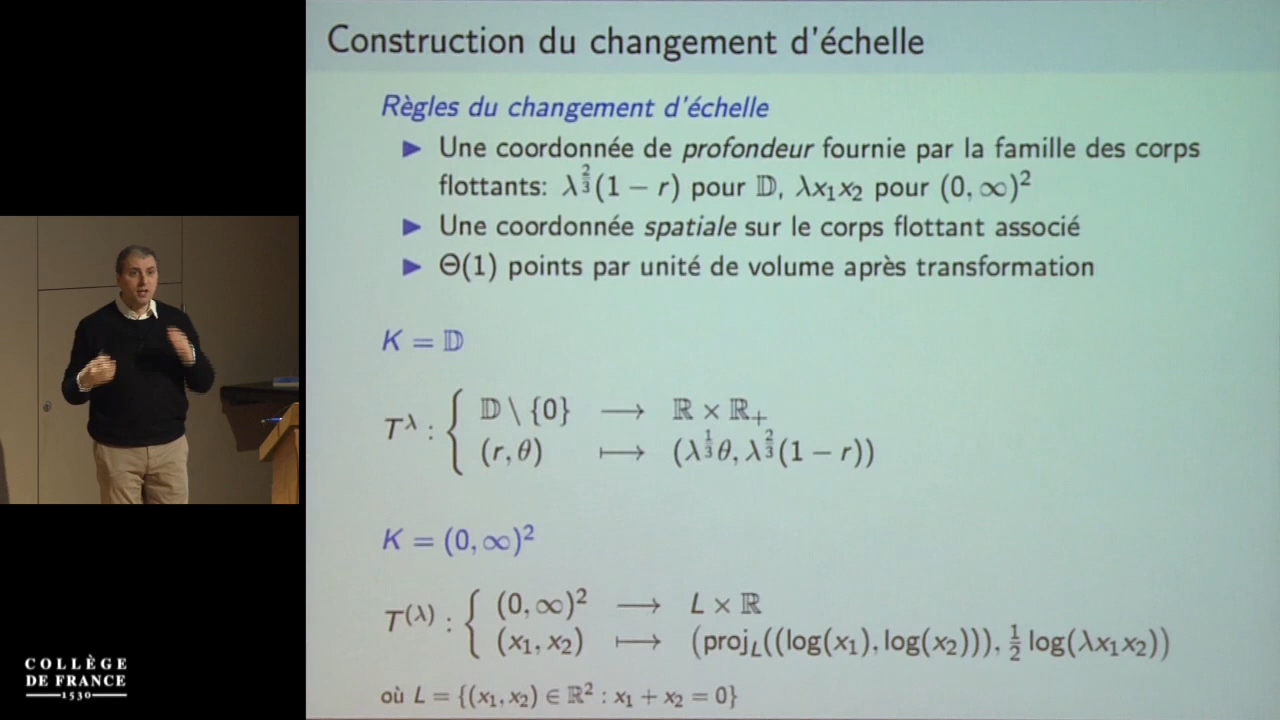 Construction du changement d'échelle
Règles du changement d'échelle
▶ Une coordonnée de profondeur fournie par la famille des corps
flottants: λ^{2/3}(1 − r) pour 𝔻, λx₁x₂ pour (0, ∞)²
▶ Une coordonnée spatiale sur le corps flottant associé
▶ Θ(1) points par unité de volume après transformation
K = 𝔻
T^λ : { 𝔻 \ {0} ⟶ ℝ × ℝ₊
(r, θ) ⟼ (λ^{1/3}θ, λ^{2/3}(1 − r))
K = (0, ∞)²
T^{(λ)} : { (0, ∞)² ⟶ L × ℝ
(x₁, x₂) ⟼ (proj_L((log(x₁), log(x₂))), ½ log(λx₁x₂))
où L = {(x₁, x₂) ∈ ℝ² : x₁ + x₂ = 0}
COLLÈGE
DE FRANCE
1530